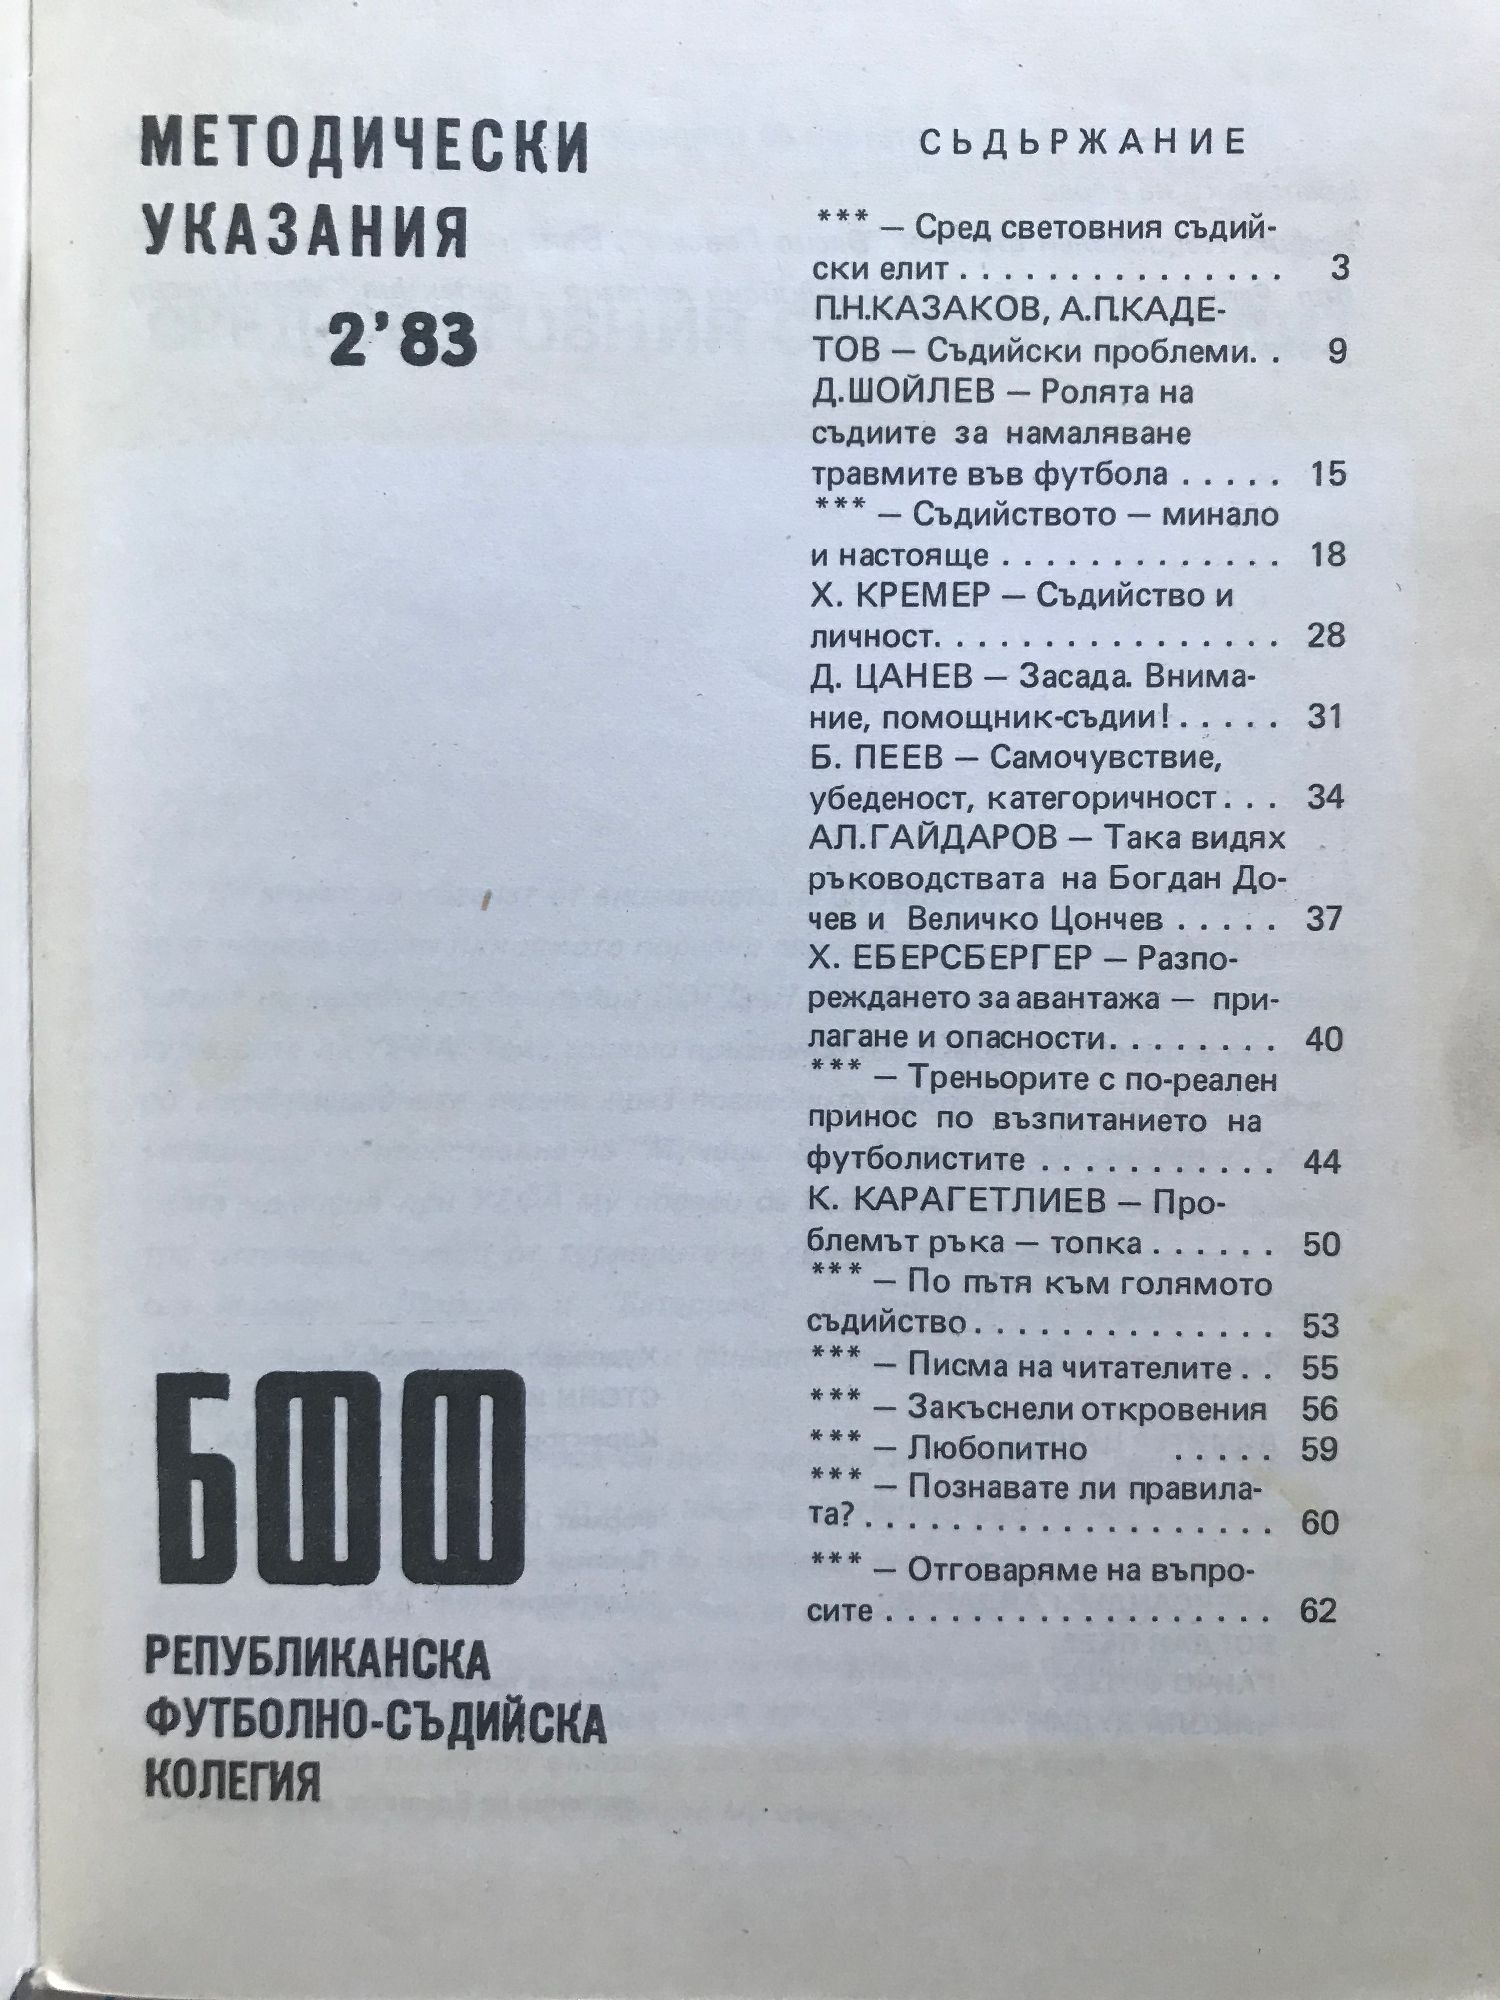 МЕТОДИЧЕСКИ
УКАЗАНИЯ
2’83
БФФ
РЕПУБЛИКАНСКА
ФУТБОЛНО-СЪДИЙСКА
КОЛЕГИЯ
СЪДЪРЖАНИЕ
*** — Сред световния съдий-
ски елит . . . . . . . . . . . . . . . 3
П.Н.КАЗАКОВ, А.П.КАДЕ-
ТОВ — Съдийски проблеми. . 9
Д.ШОЙЛЕВ — Ролята на
съдиите за намаляване
травмите във футбола . . . . . 15
*** — Съдийството — минало
и настояще . . . . . . . . . . . . . 18
Х. КРЕМЕР — Съдийство и
личност. . . . . . . . . . . . . . . . 28
Д. ЦАНЕВ — Засада. Внима-
ние, помощник-съдии! . . . . . 31
Б. ПЕЕВ — Самочувствие,
убеденост, категоричност . . . 34
АЛ.ГАЙДАРОВ — Така видях
ръководствата на Богдан До-
чев и Величко Цончев . . . . . 37
Х. ЕБЕРСБЕРГЕР — Разпо-
реждането за авантажа — при-
лагане и опасности. . . . . . . . 40
*** — Треньорите с по-реален
принос по възпитанието на
футболистите . . . . . . . . . . . 44
К. КАРАГЕТЛИЕВ — Про-
блемът ръка — топка . . . . . . 50
*** — По пътя към голямото
съдийство . . . . . . . . . . . . . . 53
*** — Писма на читателите . . 55
*** — Закъснели откровения 56
*** — Любопитно . . . . . 59
*** — Познавате ли правила-
та? . . . . . . . . . . . . . . . . . . . 60
*** — Отговаряме на въпро-
сите . . . . . . . . . . . . . . . . . . 62